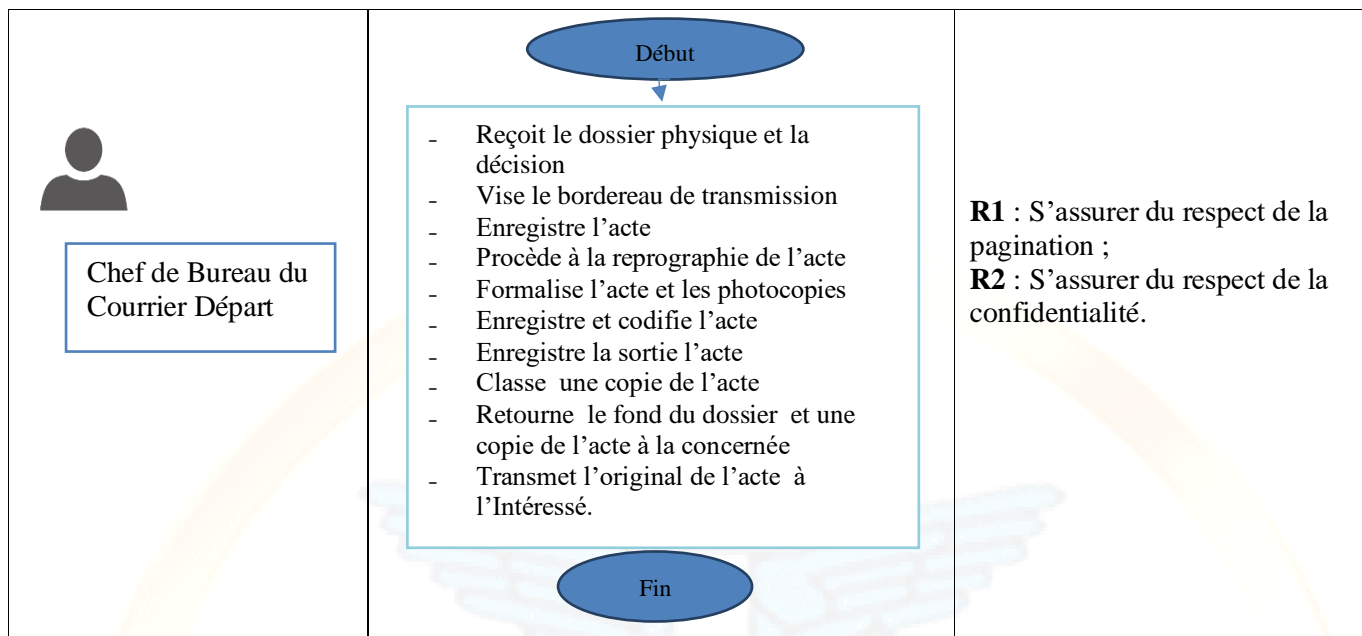 Début
Chef de Bureau du
Courrier Départ
- Reçoit le dossier physique et la
décision
- Vise le bordereau de transmission
- Enregistre l’acte
- Procède à la reprographie de l’acte
- Formalise l’acte et les photocopies
- Enregistre et codifie l’acte
- Enregistre la sortie l’acte
- Classe une copie de l’acte
- Retourne le fond du dossier et une
copie de l’acte à la concernée
- Transmet l’original de l’acte à
l’Intéressé.
Fin
R1 : S’assurer du respect de la
pagination ;
R2 : S’assurer du respect de la
confidentialité.